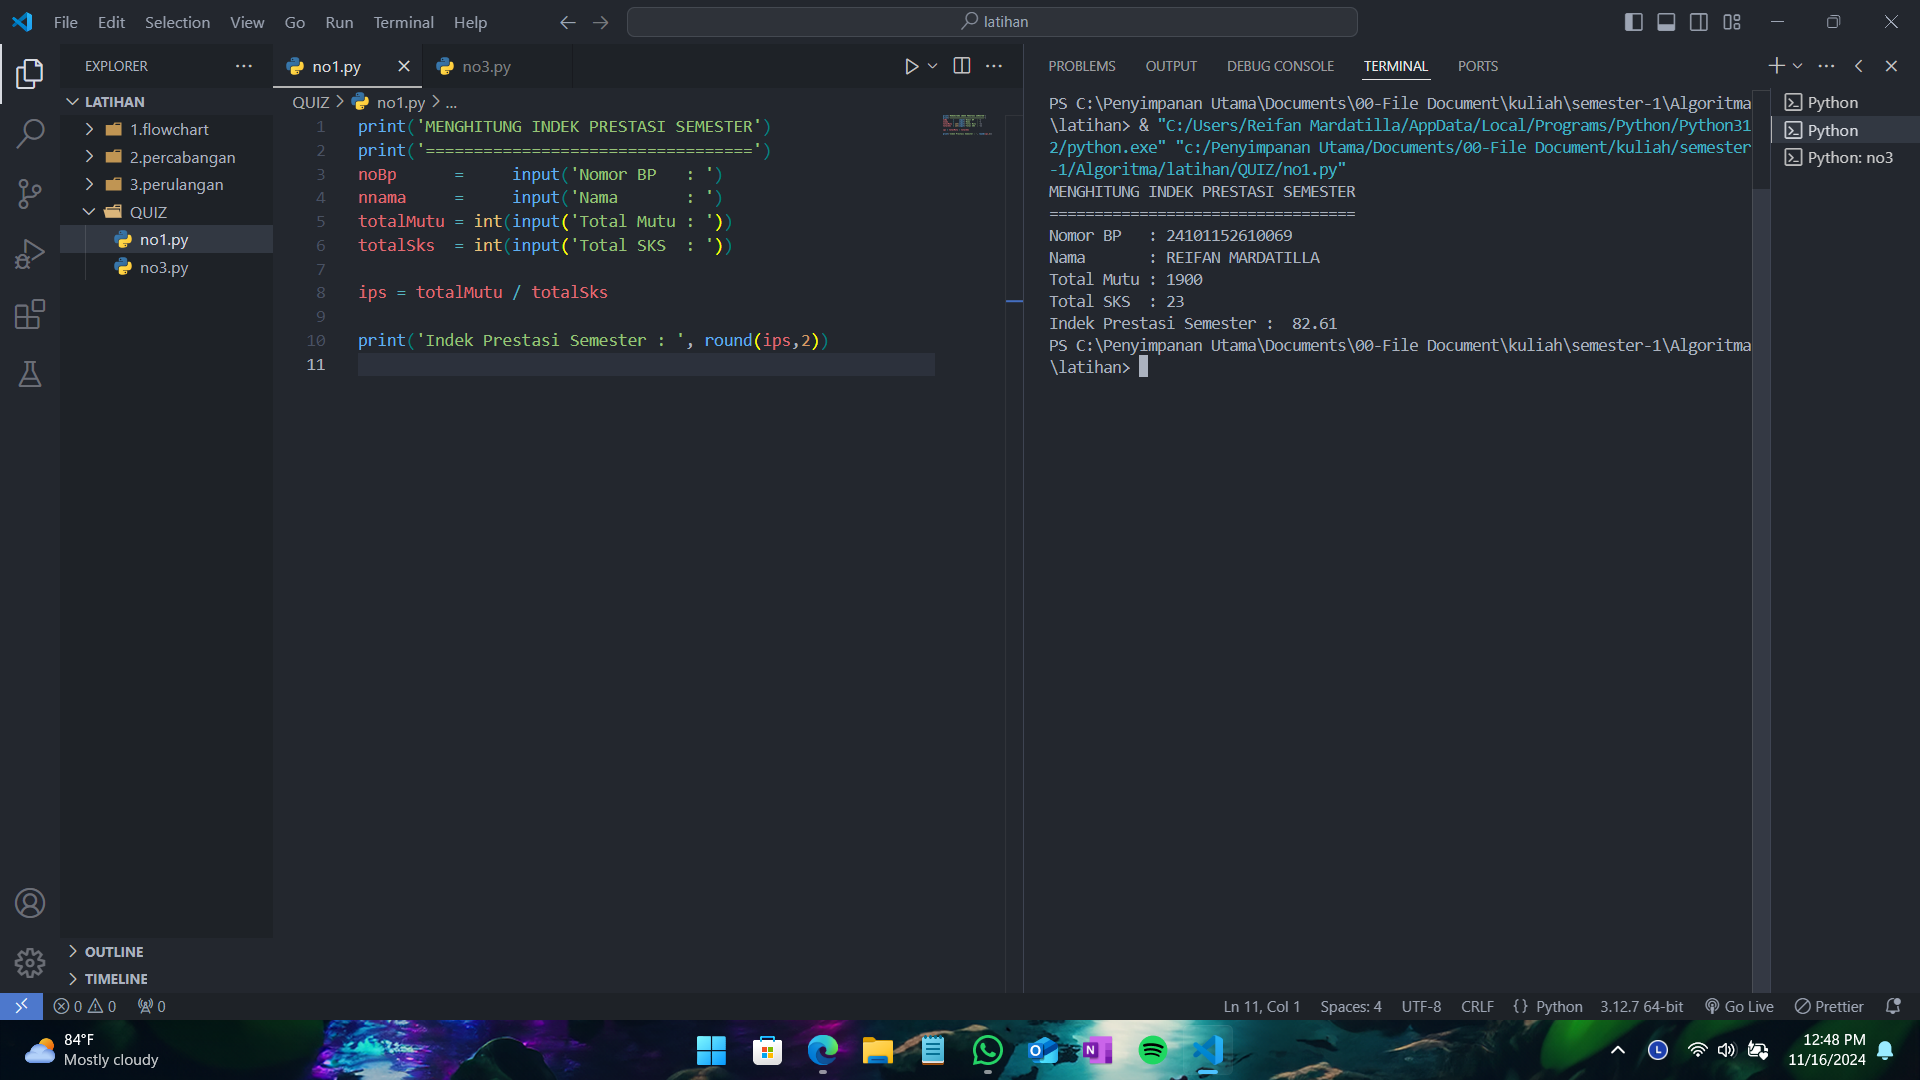 File Edit Selection View Go Run Terminal Help
latihan
EXPLORER
LATIHAN
1.flowchart
2.percabangan
3.perulangan
QUIZ
no1.py
no3.py
OUTLINE
TIMELINE
no1.py
no3.py
QUIZ > no1.py > ...
1 print('MENGHITUNG INDEK PRESTASI SEMESTER')
2 print('==================================')
3 noBp      =     input('Nomor BP   : ')
4 nnama     =     input('Nama       : ')
5 totalMutu = int(input('Total Mutu : '))
6 totalSks  = int(input('Total SKS  : '))
7
8 ips = totalMutu / totalSks
9
10 print('Indek Prestasi Semester : ', round(ips,2))
11
PROBLEMS OUTPUT DEBUG CONSOLE TERMINAL PORTS
PS C:\Penyimpanan Utama\Documents\00-File Document\kuliah\semester-1\Algoritma
\latihan> & "C:/Users/Reifan Mardatilla/AppData/Local/Programs/Python/Python31
2/python.exe" "c:/Penyimpanan Utama/Documents/00-File Document/kuliah/semester
-1/Algoritma/latihan/QUIZ/no1.py"
MENGHITUNG INDEK PRESTASI SEMESTER
==================================
Nomor BP   : 24101152610069
Nama       : REIFAN MARDATILLA
Total Mutu : 1900
Total SKS  : 23
Indek Prestasi Semester :  82.61
PS C:\Penyimpanan Utama\Documents\00-File Document\kuliah\semester-1\Algoritma
\latihan>
Python
Python
Python: no3
0 0 0
Ln 11, Col 1 Spaces: 4 UTF-8 CRLF {} Python 3.12.7 64-bit Go Live Prettier
84°F
Mostly cloudy
L
12:48 PM
11/16/2024